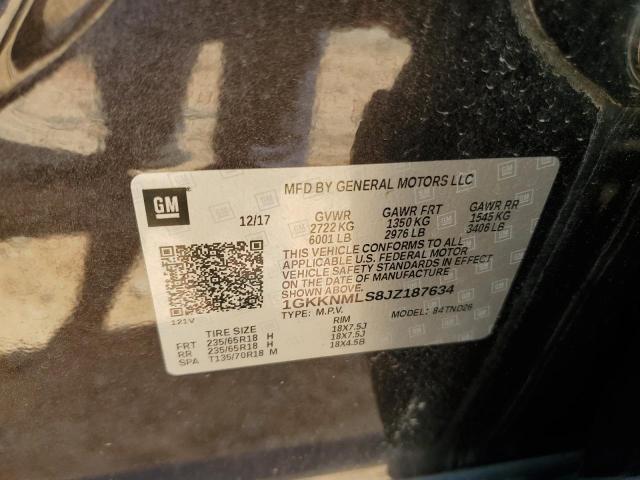 GM
MFD BY GENERAL MOTORS LLC
12/17 GVWR GAWR FRT GAWR RR
2722 KG 1350 KG 1545 KG
6001 LB 2976 LB 3406 LB
THIS VEHICLE CONFORMS TO ALL
APPLICABLE U.S. FEDERAL MOTOR
VEHICLE SAFETY STANDARDS IN EFFECT
ON THE DATE OF MANUFACTURE
1GKKNMLS8JZ187634
121V
TYPE: M.P.V. MODEL: 84TND26
TIRE SIZE RIM
FRT 235/65R18 H 18X7.5J
RR 235/65R18 H 18X7.5J
SPA T135/70R18 M 18X4.5B